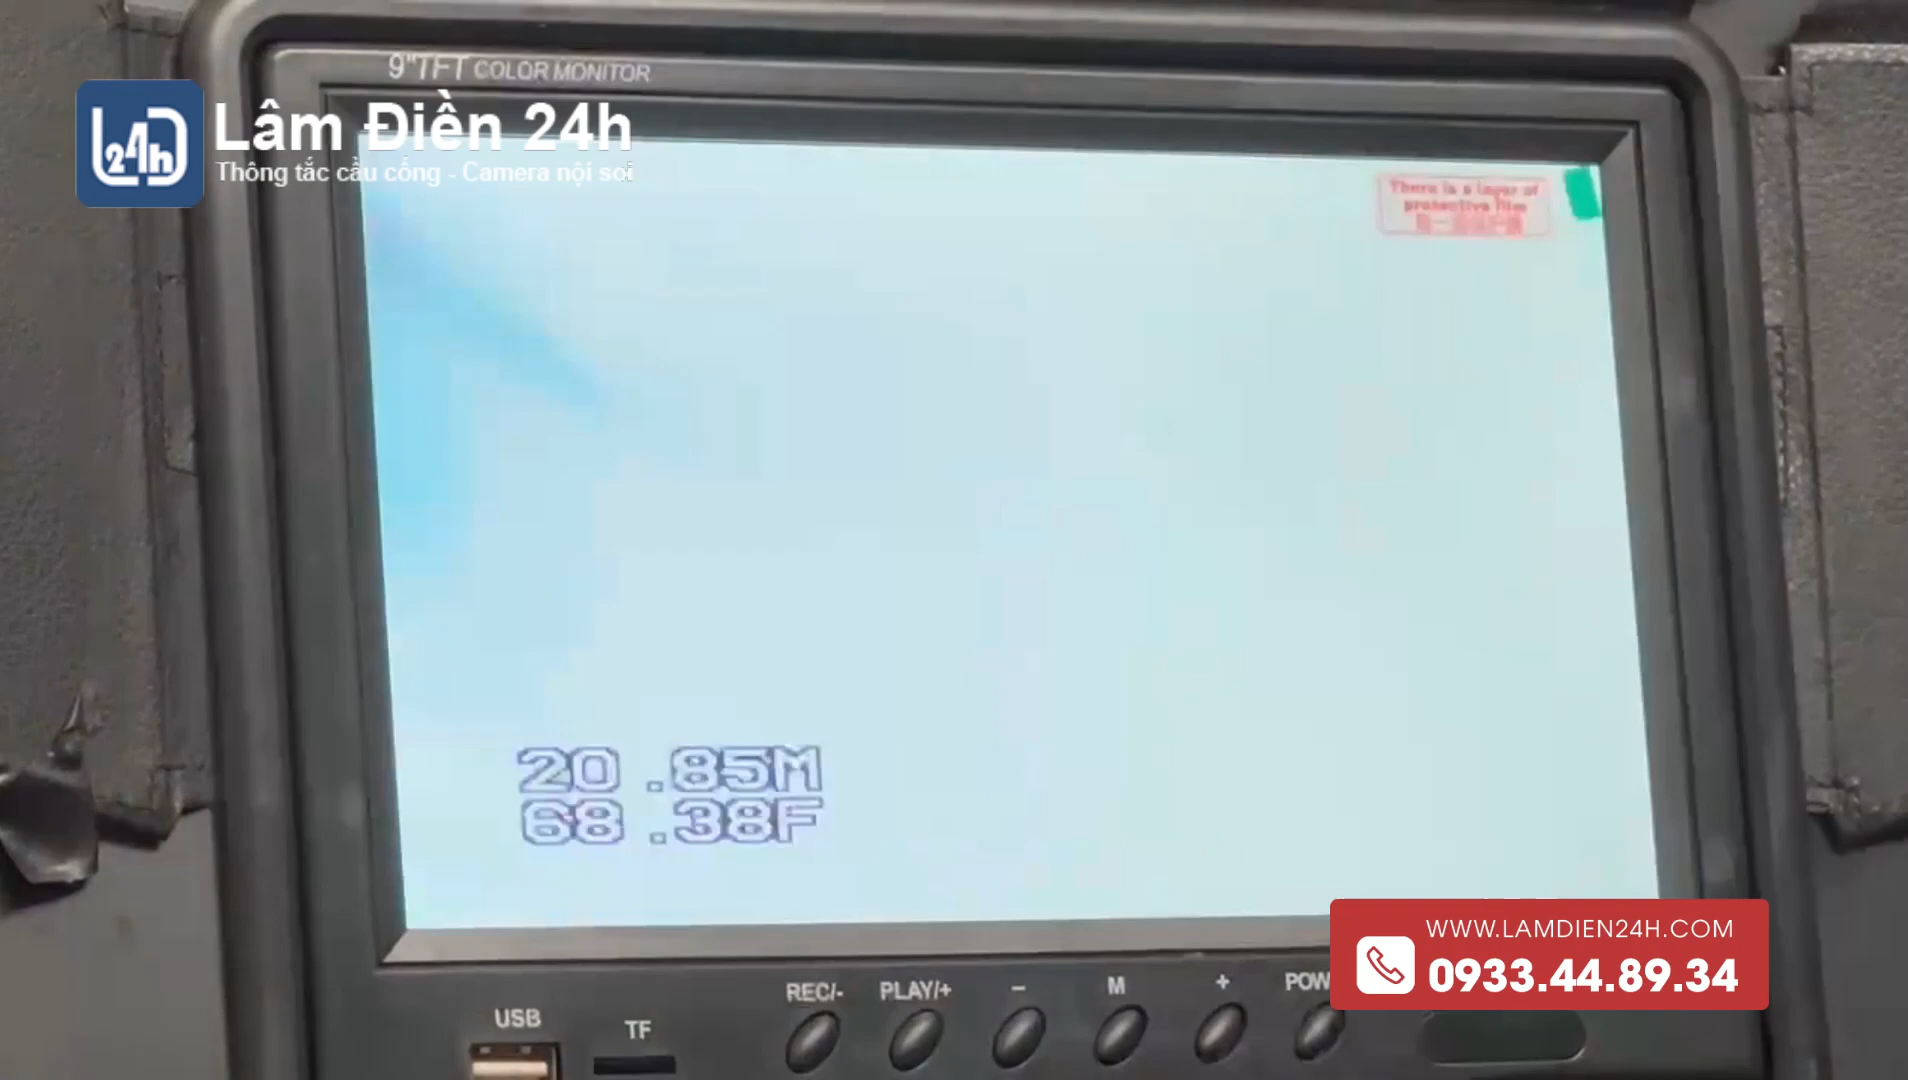 9"TFT COLOR MONITOR
Lâm Điền 24h
Thông tắc cầu cống - Camera nội soi
24h
There is a layer of
protective film
20.85M
68.38F
WWW.LAMDIEN24H.COM
0933.44.89.34
REC/- PLAY/+ - M + POW
USB TF